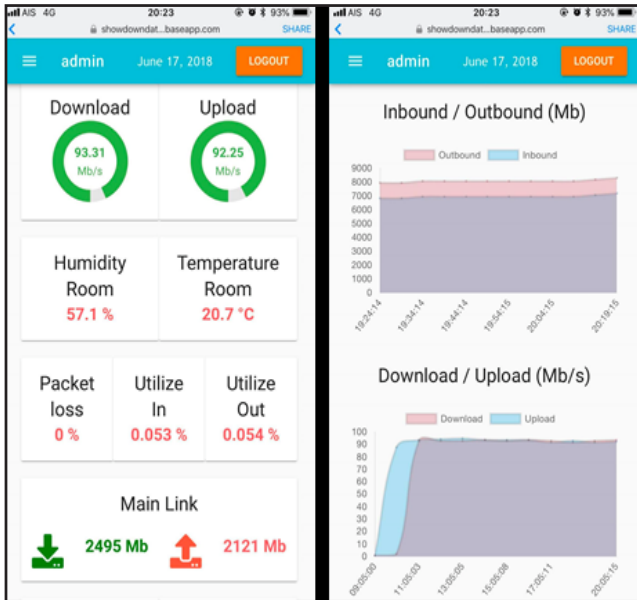 AIS 4G 20:23 93%
showdowndat...baseapp.com SHARE
admin June 17, 2018 LOGOUT
Download Upload
93.31 92.25
Mb/s Mb/s
Humidity Temperature
Room Room
57.1 % 20.7 °C
Packet Utilize Utilize
loss In Out
0 % 0.053 % 0.054 %
Main Link
2495 Mb 2121 Mb
AIS 4G 20:23 93%
showdowndat...baseapp.com SHARE
admin June 17, 2018 LOGOUT
Inbound / Outbound (Mb)
Outbound Inbound
9000
8000
7000
6000
5000
4000
3000
2000
1000
0
19:24:14 19:34:14 19:44:14 19:54:15 20:04:15 20:19:15
Download / Upload (Mb/s)
Download Upload
100
90
80
70
60
50
40
30
20
10
0
09:05:00 11:05:03 13:05:05 15:05:08 17:05:11 20:05:15